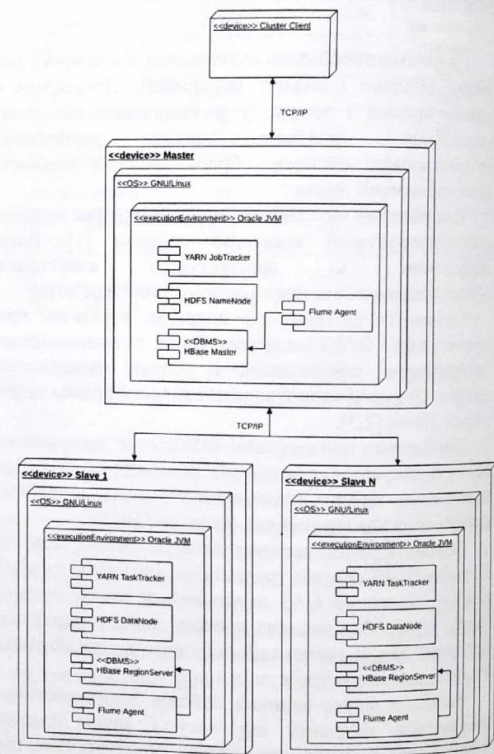 <<device>> Cluster Client
TCP/IP
<<device>> Master
<<OS>> GNU/Linux
<<executionEnvironment>> Oracle JVM
YARN JobTracker
HDFS NameNode
Flume Agent
<<DBMS>>
HBase Master
TCP/IP
<<device>> Slave 1
<<OS>> GNU/Linux
<<executionEnvironment>> Oracle JVM
YARN TaskTracker
HDFS DataNode
<<DBMS>>
HBase RegionServer
Flume Agent
<<device>> Slave N
<<OS>> GNU/Linux
<<executionEnvironment>> Oracle JVM
YARN TaskTracker
HDFS DataNode
<<DBMS>>
HBase RegionServer
Flume Agent